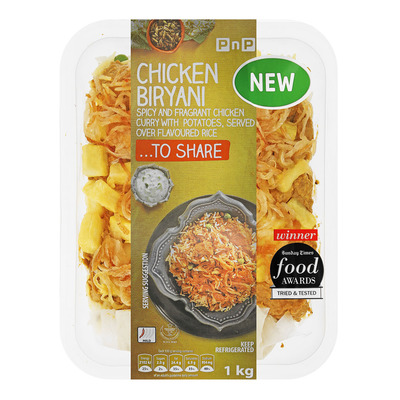 PnP
CHICKEN
BIRYANI
SPICY AND FRAGRANT CHICKEN
CURRY WITH POTATOES, SERVED
OVER FLAVOURED RICE
...TO SHARE
NEW
winner
Sunday Times
food
AWARDS
TRIED & TESTED
SERVING SUGGESTION
MILD
KEEP
REFRIGERATED
1 kg